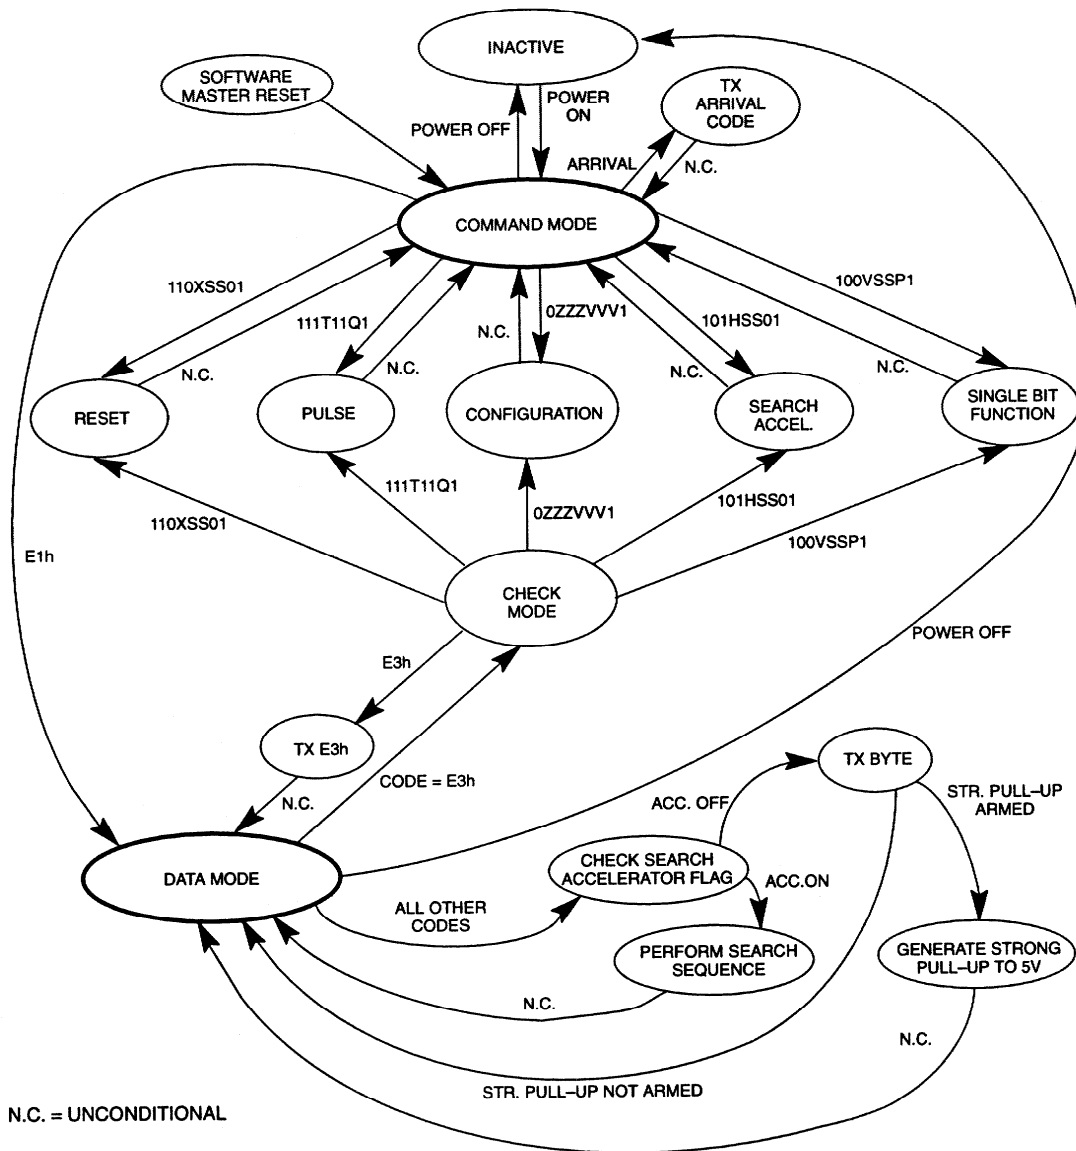 INACTIVE
SOFTWARE
MASTER RESET
TX
ARRIVAL
CODE
POWER
ON
POWER OFF
ARRIVAL
N.C.
COMMAND MODE
110XSS01
111T11Q1
0ZZZVVV1
101HSS01
100VSSP1
N.C.
N.C.
N.C.
N.C.
N.C.
RESET
PULSE
CONFIGURATION
SEARCH
ACCEL.
SINGLE BIT
FUNCTION
110XSS01
111T11Q1
0ZZZVVV1
101HSS01
100VSSP1
E1h
CHECK
MODE
POWER OFF
E3h
TX E3h
CODE = E3h
N.C.
TX BYTE
ACC. OFF
STR. PULL–UP
ARMED
DATA MODE
CHECK SEARCH
ACCELERATOR FLAG
ACC.ON
ALL OTHER
CODES
PERFORM SEARCH
SEQUENCE
GENERATE STRONG
PULL–UP TO 5V
N.C.
N.C.
STR. PULL–UP NOT ARMED
N.C. = UNCONDITIONAL